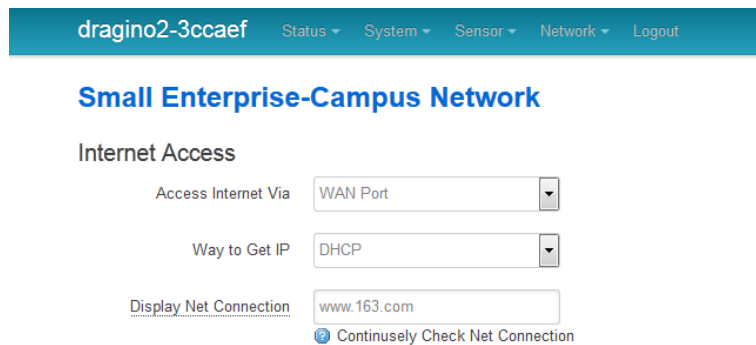 dragino2-3ccaef Status System Sensor Network Logout
Small Enterprise-Campus Network
Internet Access
Access Internet Via WAN Port
Way to Get IP DHCP
Display Net Connection www.163.com
Continusely Check Net Connection